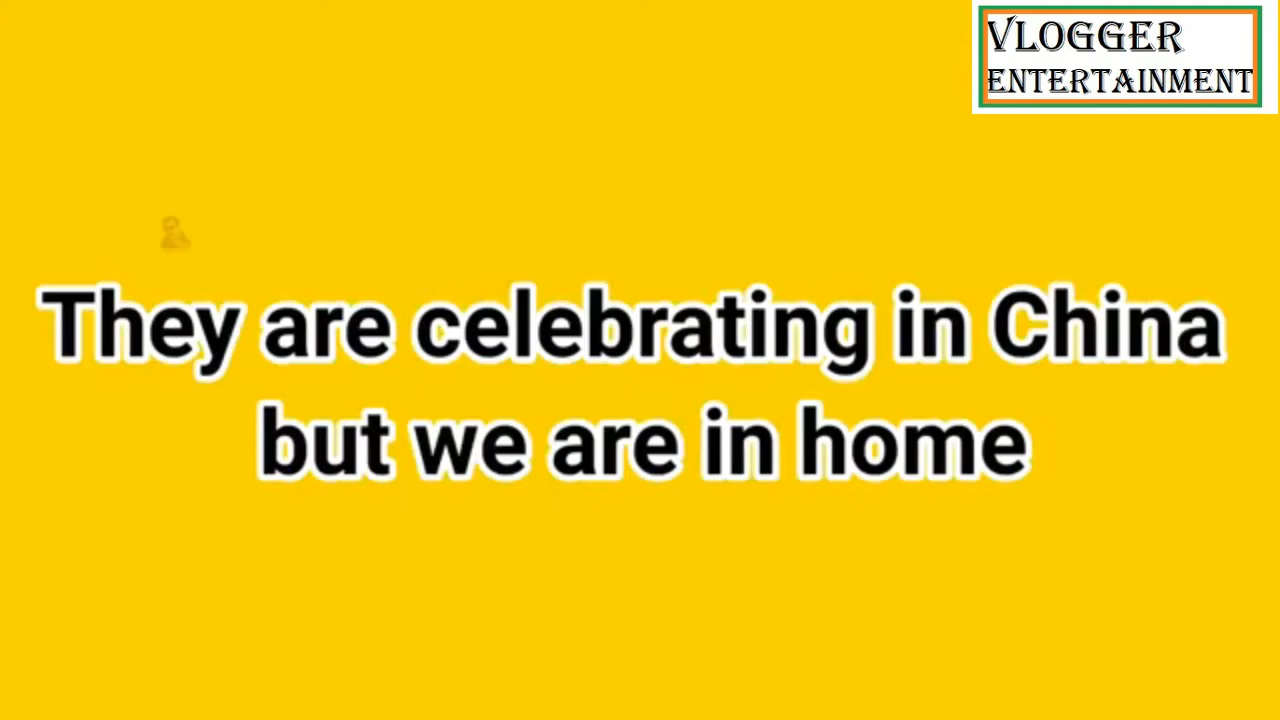 VLOGGER
ENTERTAINMENT
They are celebrating in China
but we are in home